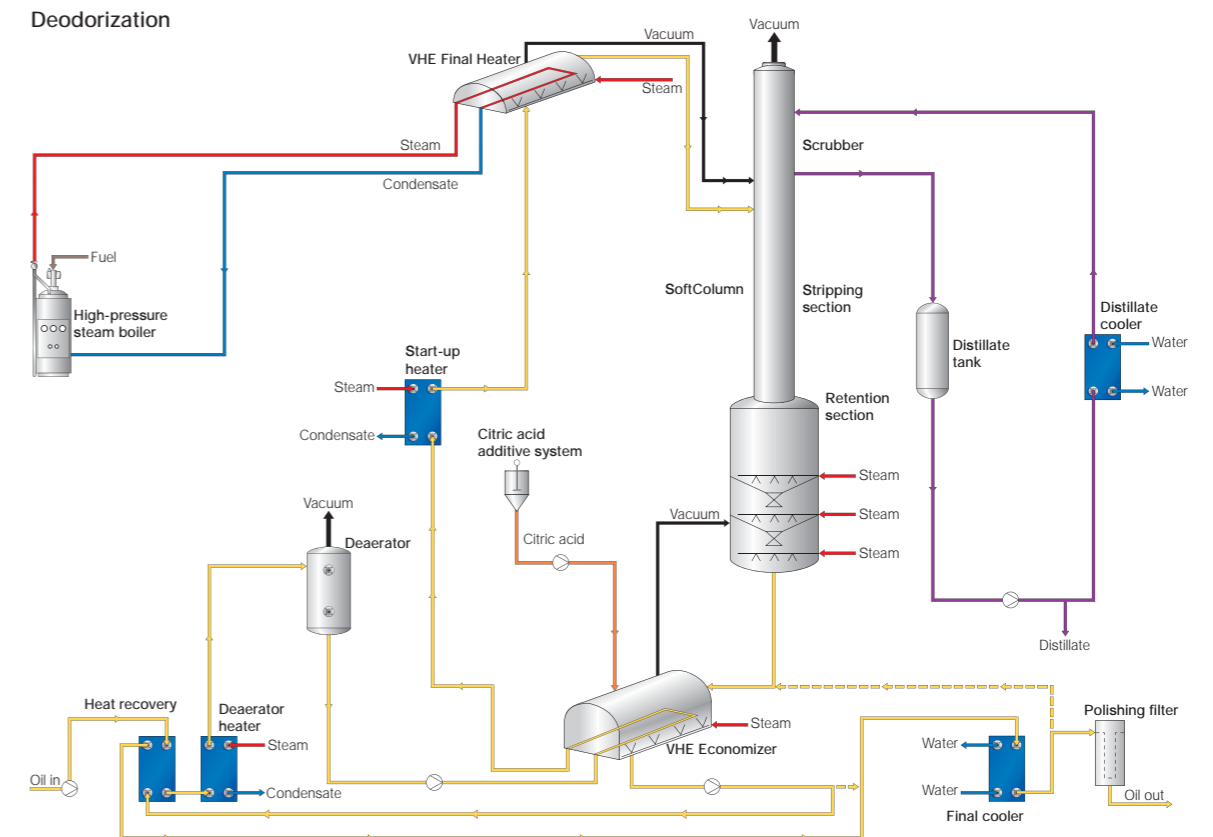 Deodorization
Vacuum
Vacuum
VHE Final Heater
Steam
Steam
Scrubber
Condensate
Fuel
SoftColumn
Stripping
section
High-pressure
steam boiler
Distillate
cooler
Water
Distillate
tank
Start-up
heater
Steam
Water
Retention
section
Condensate
Citric acid
additive system
Steam
Vacuum
Vacuum
Steam
Deaerator
Citric acid
Steam
Distillate
Heat recovery
Deaerator
heater
Polishing filter
Steam
VHE Economizer
Steam
Water
Oil in
Condensate
Water
Oil out
Final cooler